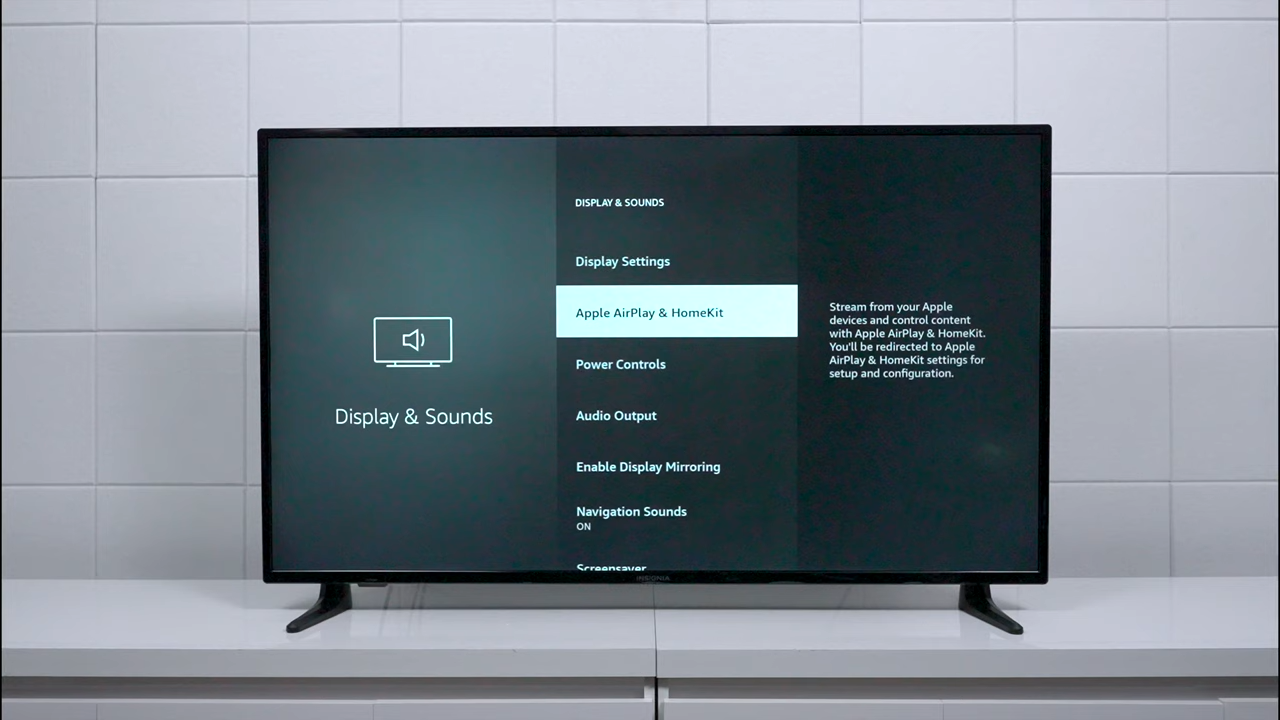 Display & Sounds
DISPLAY & SOUNDS
Display Settings
Apple AirPlay & HomeKit
Power Controls
Audio Output
Enable Display Mirroring
Navigation Sounds
ON
Screensaver
Stream from your Apple
devices and control content
with Apple AirPlay & HomeKit.
You'll be redirected to Apple
AirPlay & HomeKit settings for
setup and configuration.
INSIGNIA